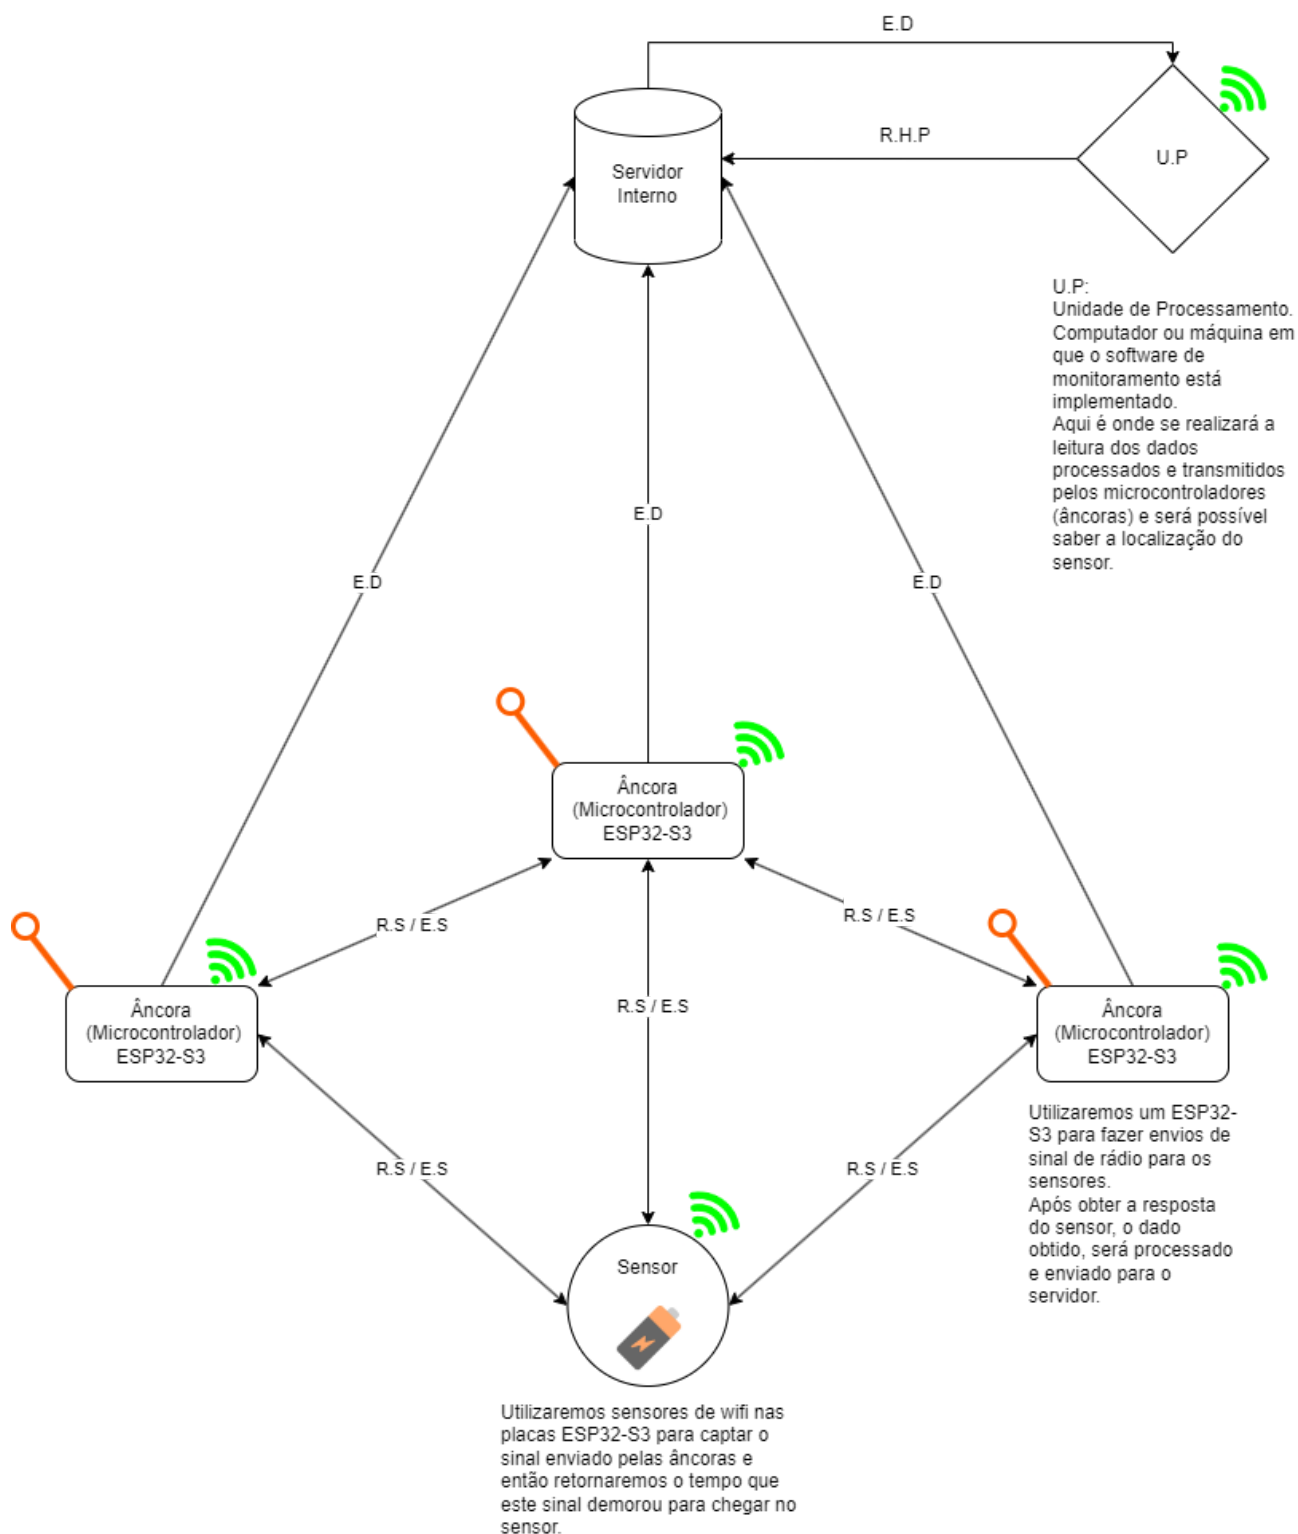 E.D
R.H.P
U.P
Servidor
Interno
U.P:
Unidade de Processamento.
Computador ou máquina em
que o software de
monitoramento está
implementado.
Aqui é onde se realizará a
leitura dos dados
processados e transmitidos
pelos microcontroladores
(âncoras) e será possível
saber a localização do
sensor.
E.D
E.D
E.D
Âncora
(Microcontrolador)
ESP32-S3
R.S / E.S
R.S / E.S
Âncora
(Microcontrolador)
ESP32-S3
R.S / E.S
Âncora
(Microcontrolador)
ESP32-S3
Utilizaremos um ESP32-
S3 para fazer envios de
sinal de rádio para os
sensores.
Após obter a resposta
do sensor, o dado
obtido, será processado
e enviado para o
servidor.
R.S / E.S
R.S / E.S
Sensor
Utilizaremos sensores de wifi nas
placas ESP32-S3 para captar o
sinal enviado pelas âncoras e
então retornaremos o tempo que
este sinal demorou para chegar no
sensor.